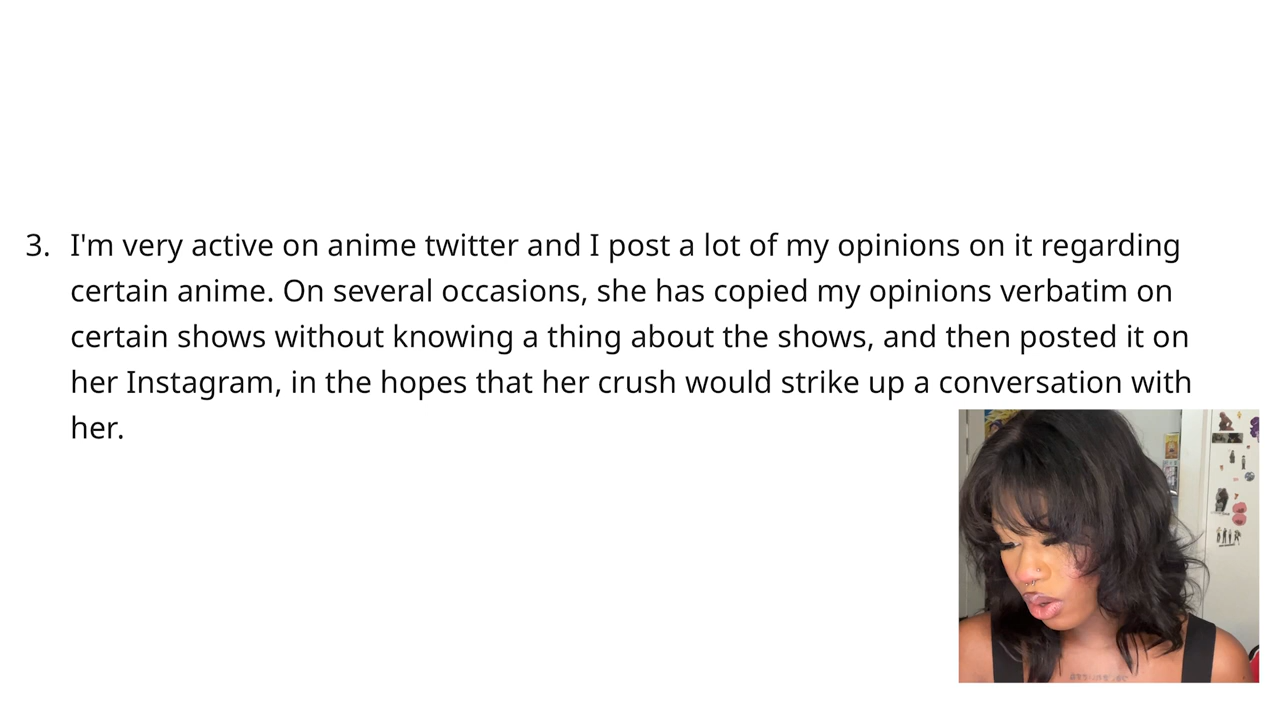 3. I'm very active on anime twitter and I post a lot of my opinions on it regarding
certain anime. On several occasions, she has copied my opinions verbatim on
certain shows without knowing a thing about the shows, and then posted it on
her Instagram, in the hopes that her crush would strike up a conversation with
her.